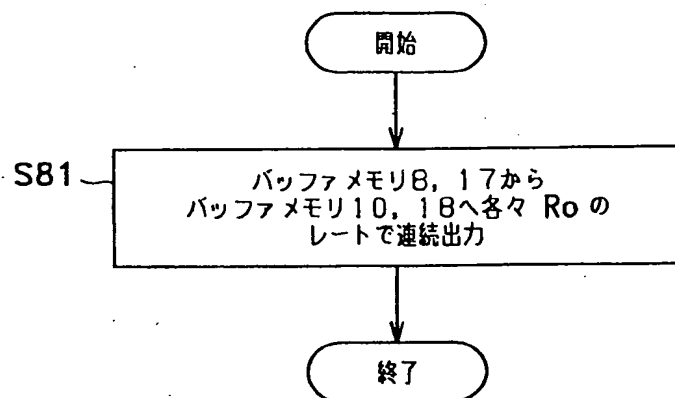 開始
S81
バッファメモリ8, 17から
バッファメモリ10, 18へ各々 Ro の
レートで連続出力
終了